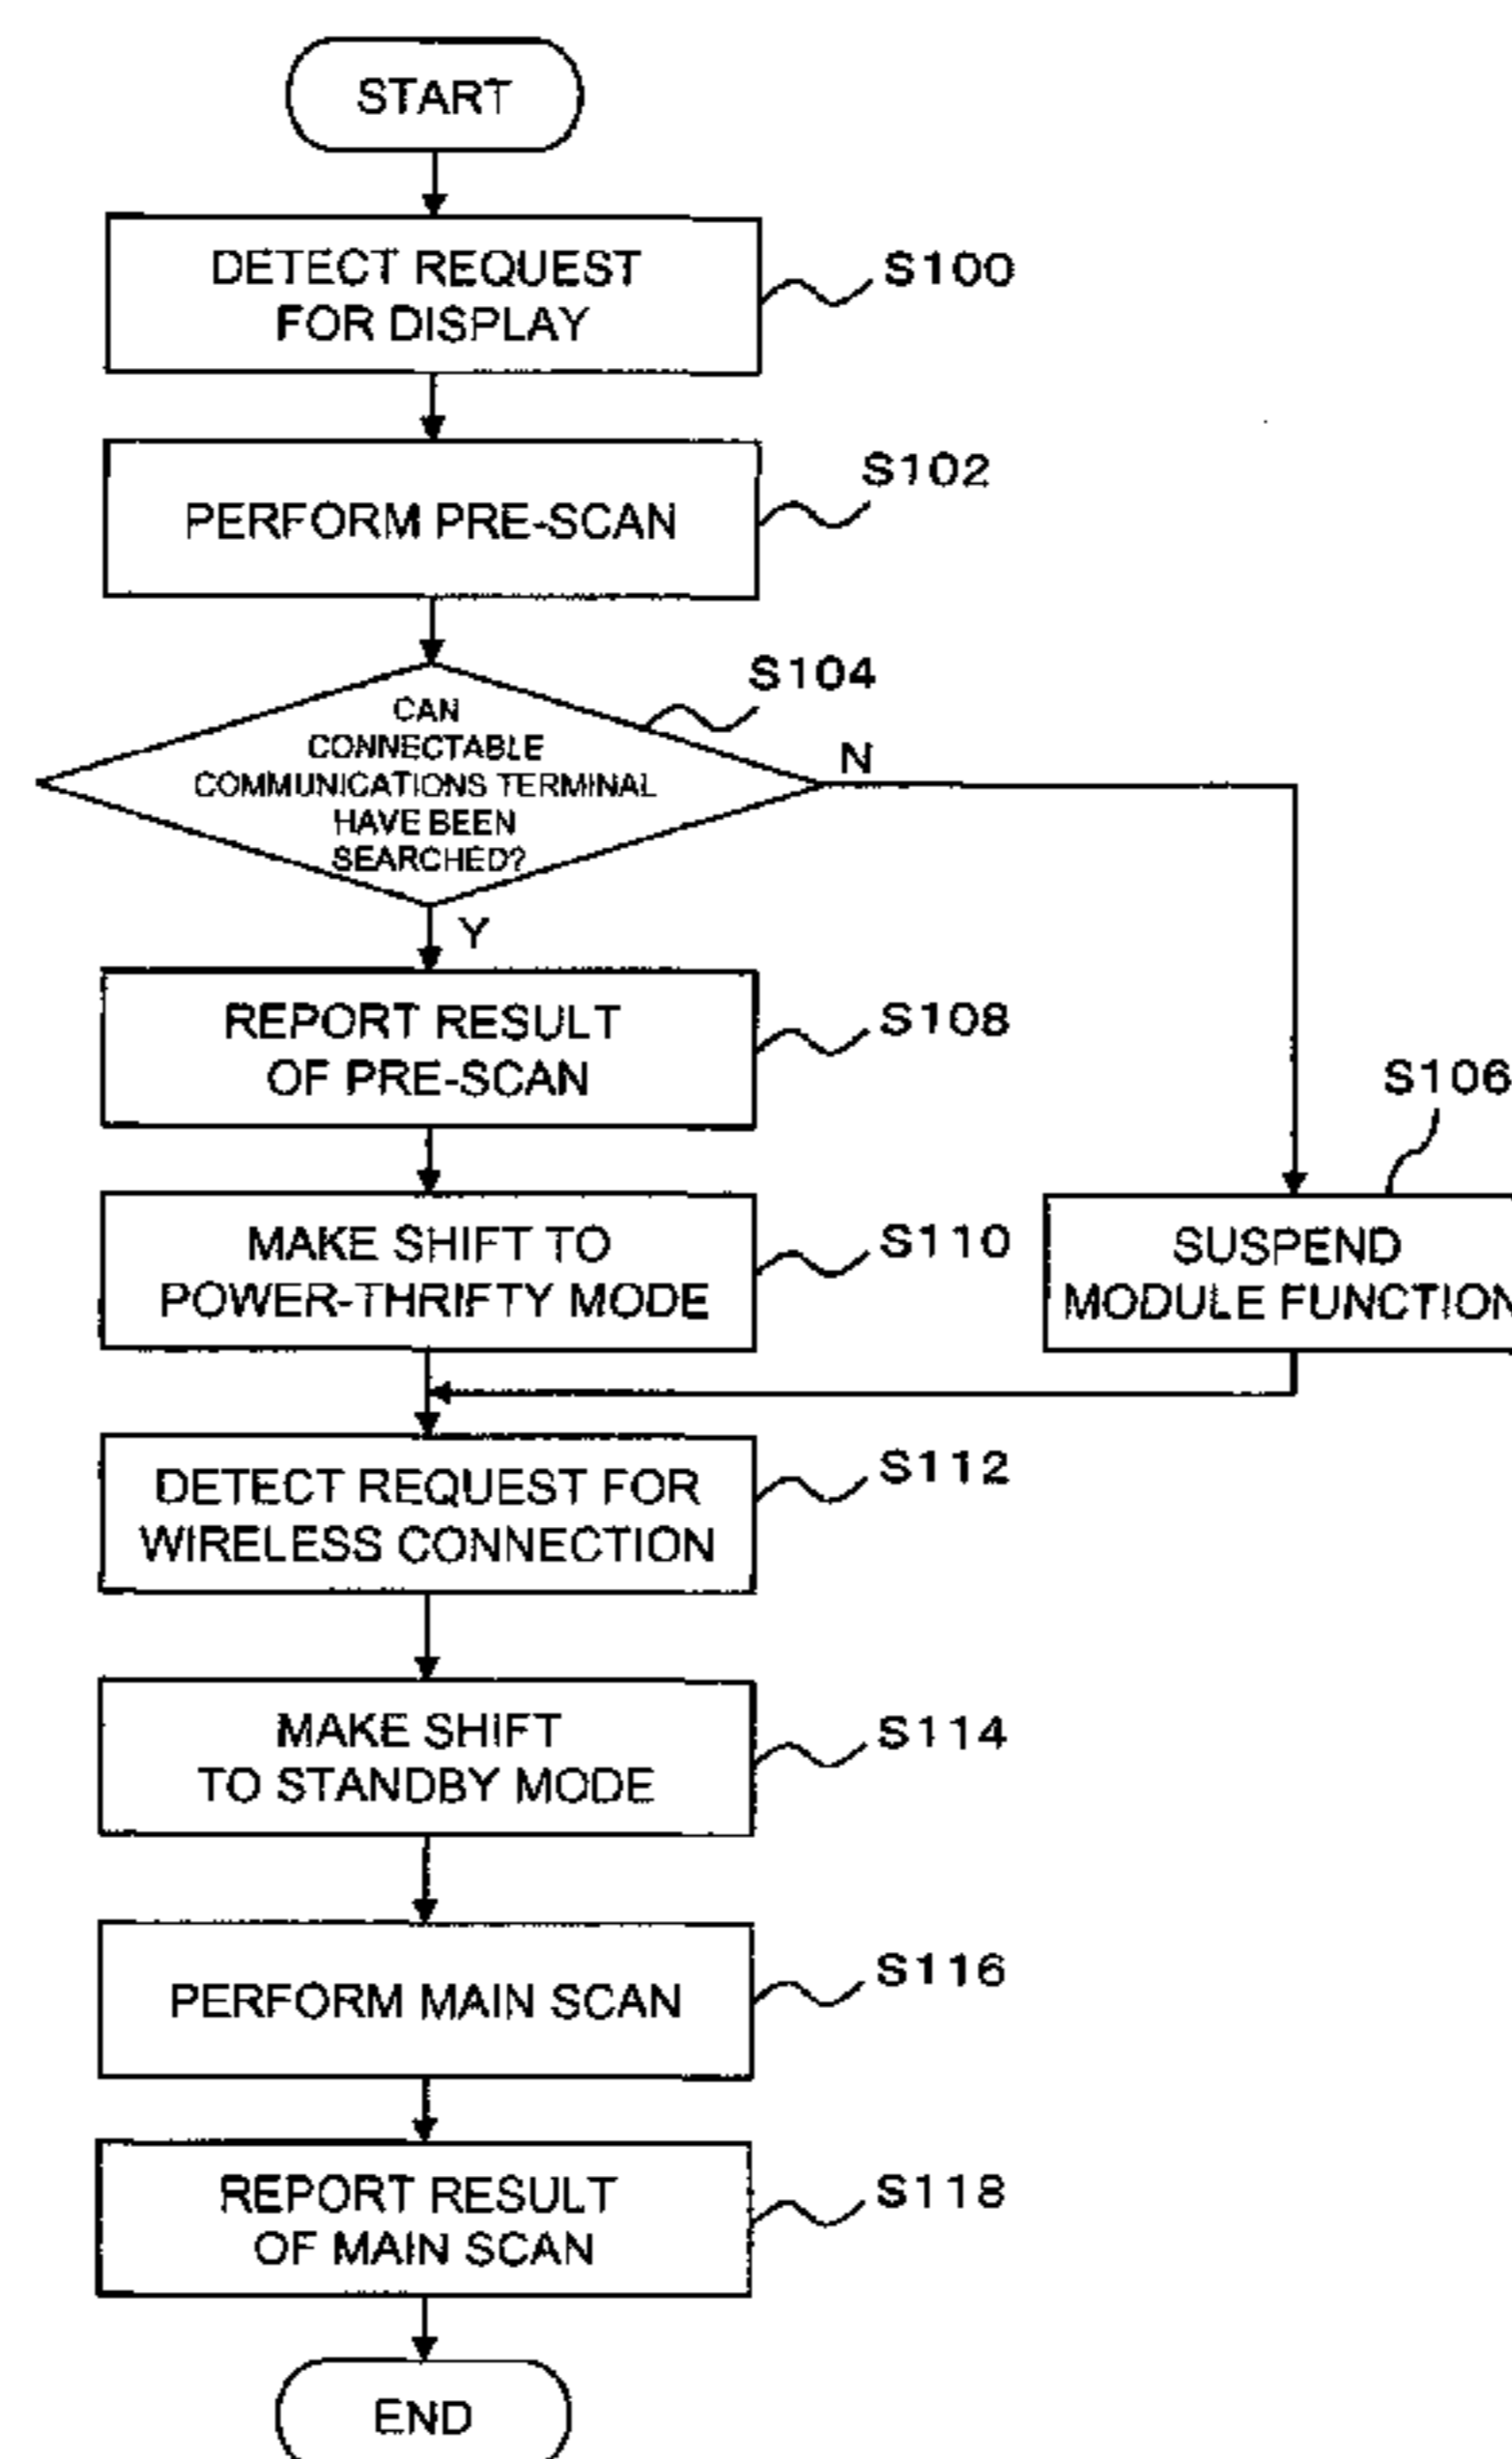 START
DETECT REQUEST
FOR DISPLAY
S100
PERFORM PRE-SCAN
S102
CAN
CONNECTABLE
COMMUNICATIONS TERMINAL
HAVE BEEN
SEARCHED?
S104
N
Y
REPORT RESULT
OF PRE-SCAN
S108
S106
MAKE SHIFT TO
POWER-THRIFTY MODE
S110
SUSPEND
MODULE FUNCTION
DETECT REQUEST FOR
WIRELESS CONNECTION
S112
MAKE SHIFT
TO STANDBY MODE
S114
PERFORM MAIN SCAN
S116
REPORT RESULT
OF MAIN SCAN
S118
END